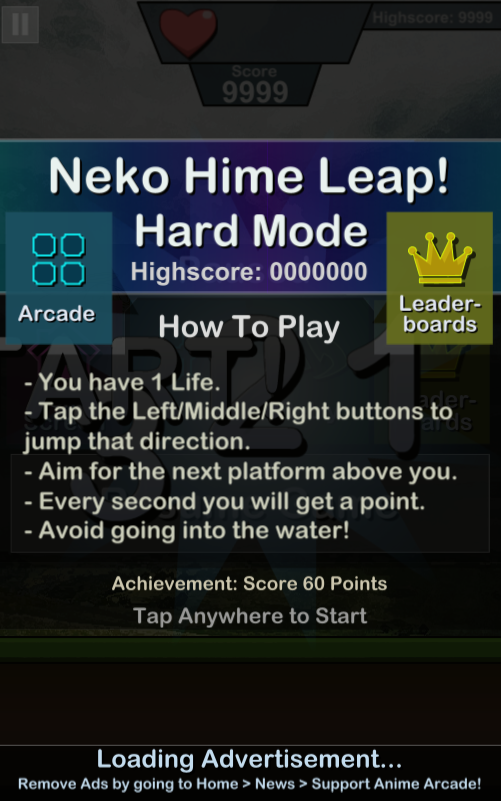 Highscore: 9999
Score
9999
Neko Hime Leap!
Hard Mode
Highscore: 0000000
Arcade
Leader-
boards
How To Play
- You have 1 Life.
- Tap the Left/Middle/Right buttons to
jump that direction.
- Aim for the next platform above you.
- Every second you will get a point.
- Avoid going into the water!
Achievement: Score 60 Points
Tap Anywhere to Start
Loading Advertisement...
Remove Ads by going to Home > News > Support Anime Arcade!